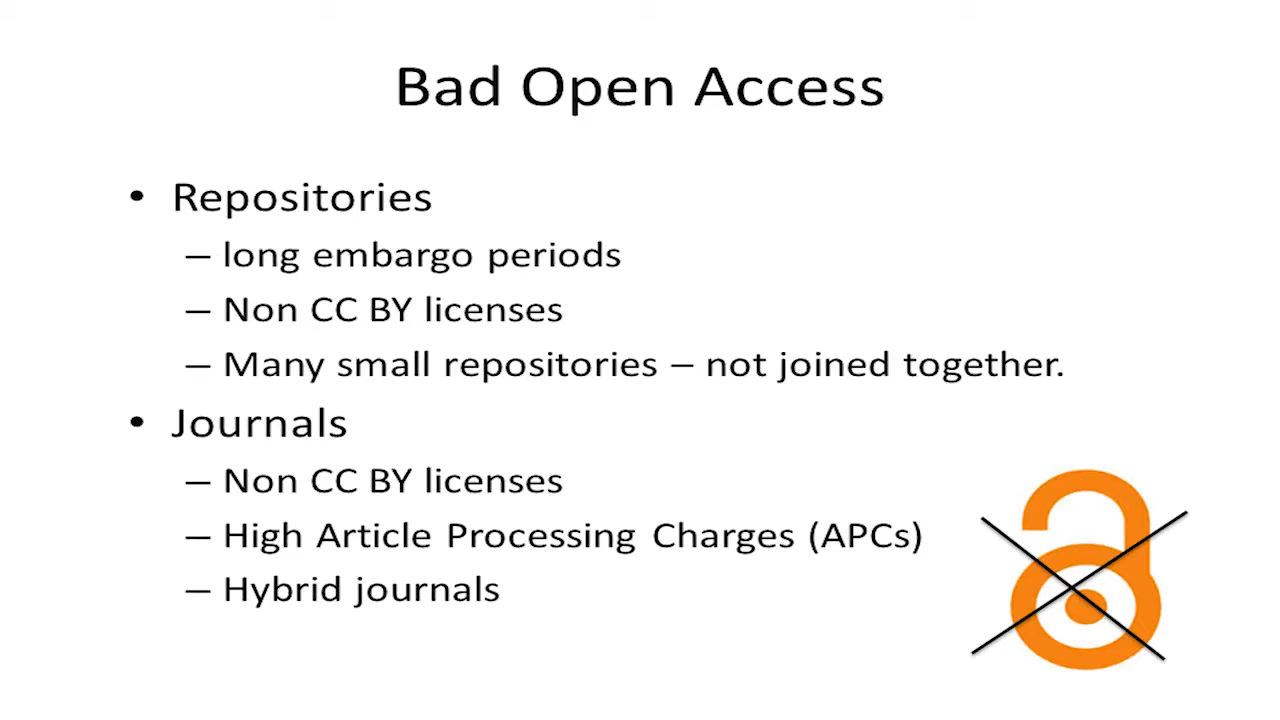 Bad Open Access
• Repositories
– long embargo periods
– Non CC BY licenses
– Many small repositories – not joined together.
• Journals
– Non CC BY licenses
– High Article Processing Charges (APCs)
– Hybrid journals